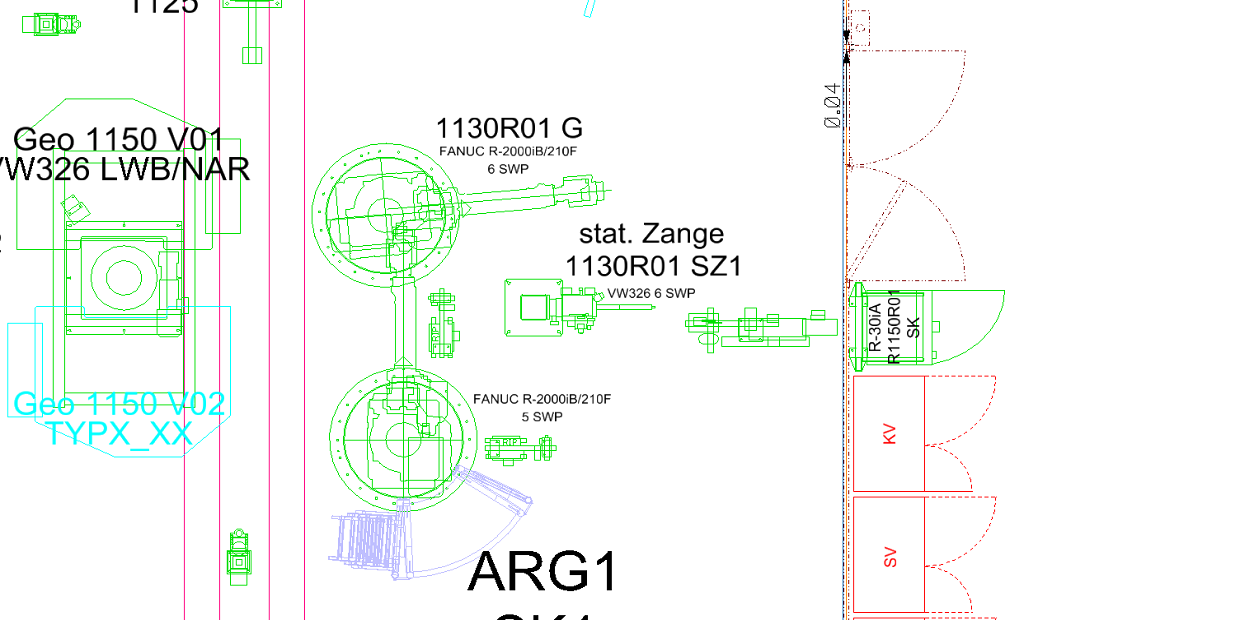 1125
0.04
1130R01 G
FANUC R-2000iB/210F
6 SWP
Geo 1150 V01
VW326 LWB/NAR
stat. Zange
1130R01 SZ1
VW326 6 SWP
R-30iA
R1150R01
SK
FANUC R-2000iB/210F
5 SWP
Geo 1150 V02
TYPX_XX
KV
SV
ARG1